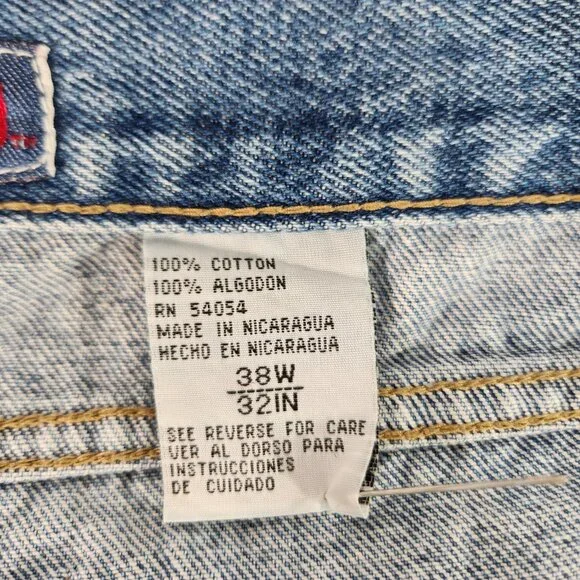 TM
100% COTTON
100% ALGODON
RN 54054
MADE IN NICARAGUA
HECHO EN NICARAGUA
38W
32IN
SEE REVERSE FOR CARE
VER AL DORSO PARA
INSTRUCCIONES
DE CUIDADO